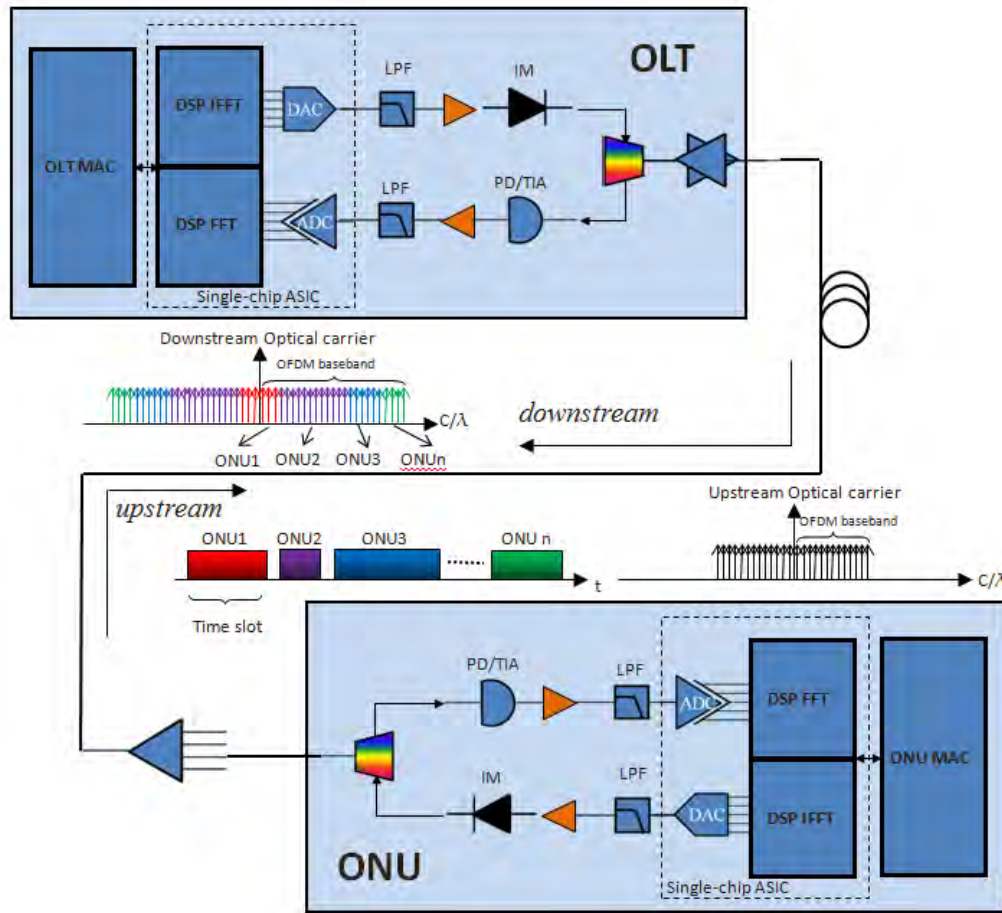 OLT
LPF
IM
DSP IFFT
DAC
OLT MAC
LPF
PD/TIA
DSP FFT
ADC
Single-chip ASIC
Downstream Optical carrier
OFDM baseband
C/λ
downstream
ONU1
ONU2
ONU3
ONUn
upstream
Upstream Optical carrier
OFDM baseband
ONU1
ONU2
ONU3
ONU n
t
C/λ
Time slot
PD/TIA
LPF
ADC
DSP FFT
ONU MAC
IM
LPF
DAC
DSP IFFT
ONU
Single-chip ASIC